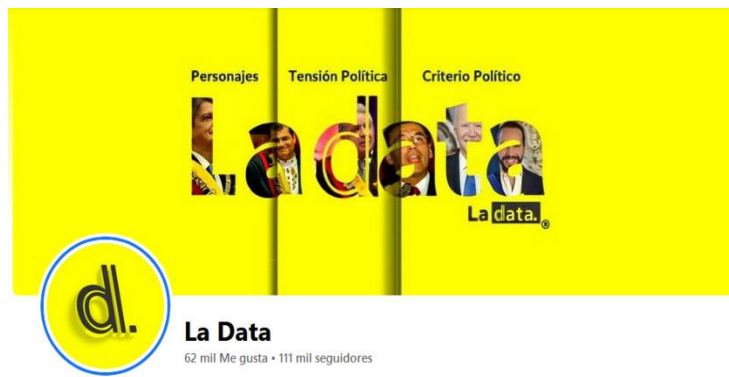 Personajes Tensión Política Criterio Político
La data
La data. ®
d.
La Data
62 mil Me gusta • 111 mil seguidores